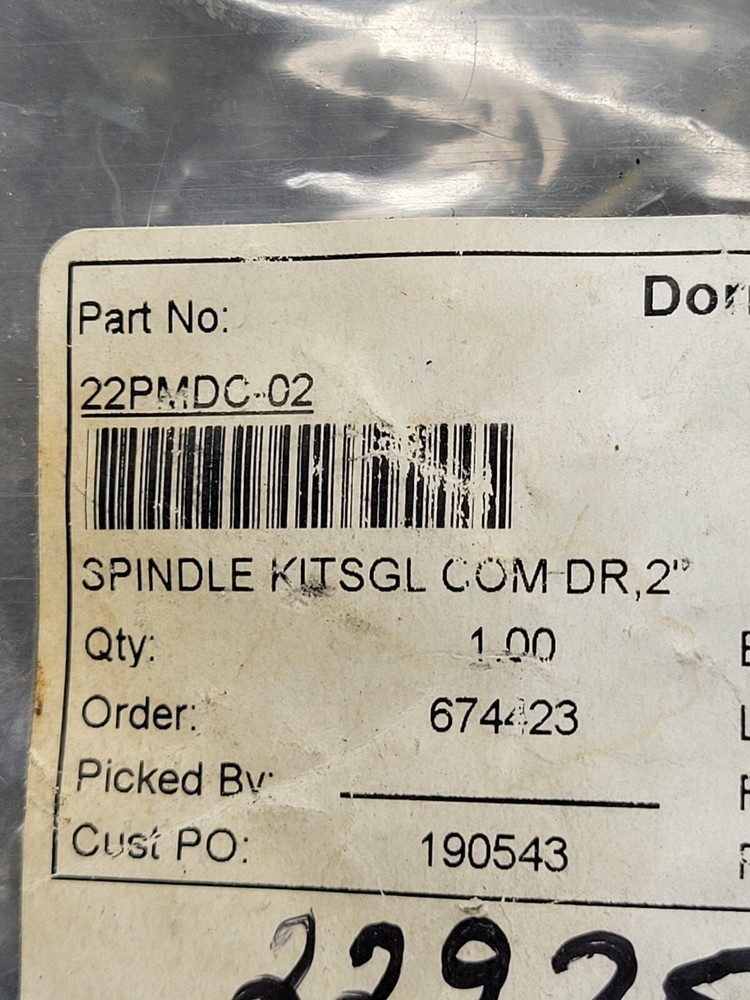 Part No:
Dor
22PMDC-02
SPINDLE KITSGL COM DR,2"
Qty: 1.00
Order: 674423
Picked By:
Cust PO: 190543